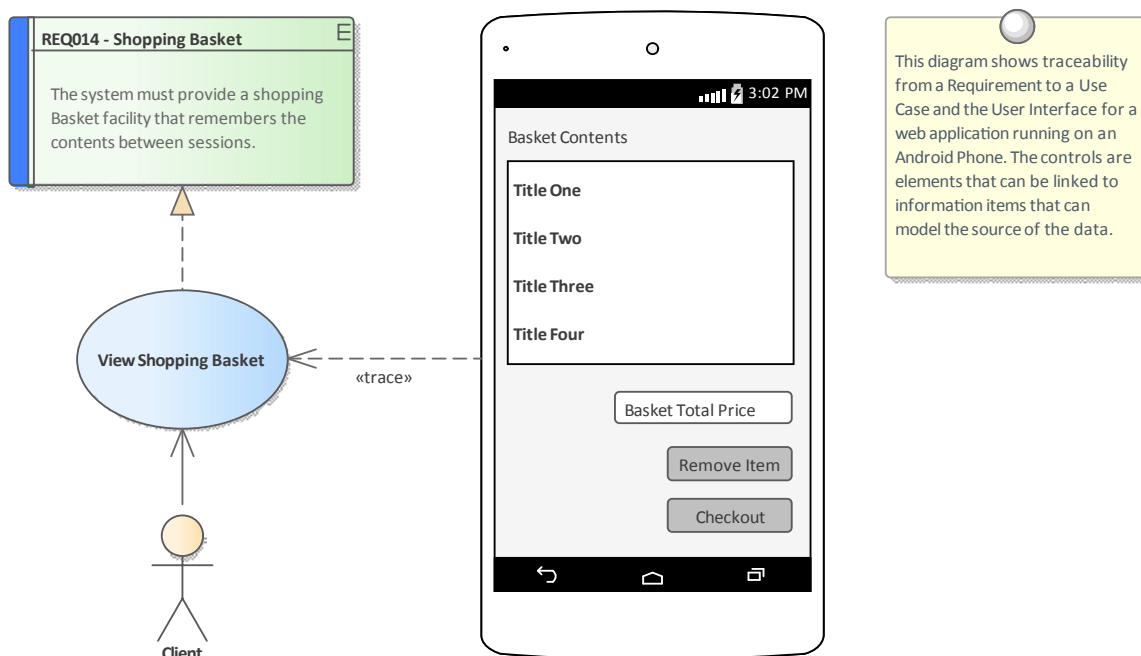 REQ014 - Shopping Basket
E
The system must provide a shopping
Basket facility that remembers the
contents between sessions.
View Shopping Basket
«trace»
Client
3:02 PM
Basket Contents
Title One
Title Two
Title Three
Title Four
Basket Total Price
Remove Item
Checkout
This diagram shows traceability
from a Requirement to a Use
Case and the User Interface for a
web application running on an
Android Phone. The controls are
elements that can be linked to
information items that can
model the source of the data.